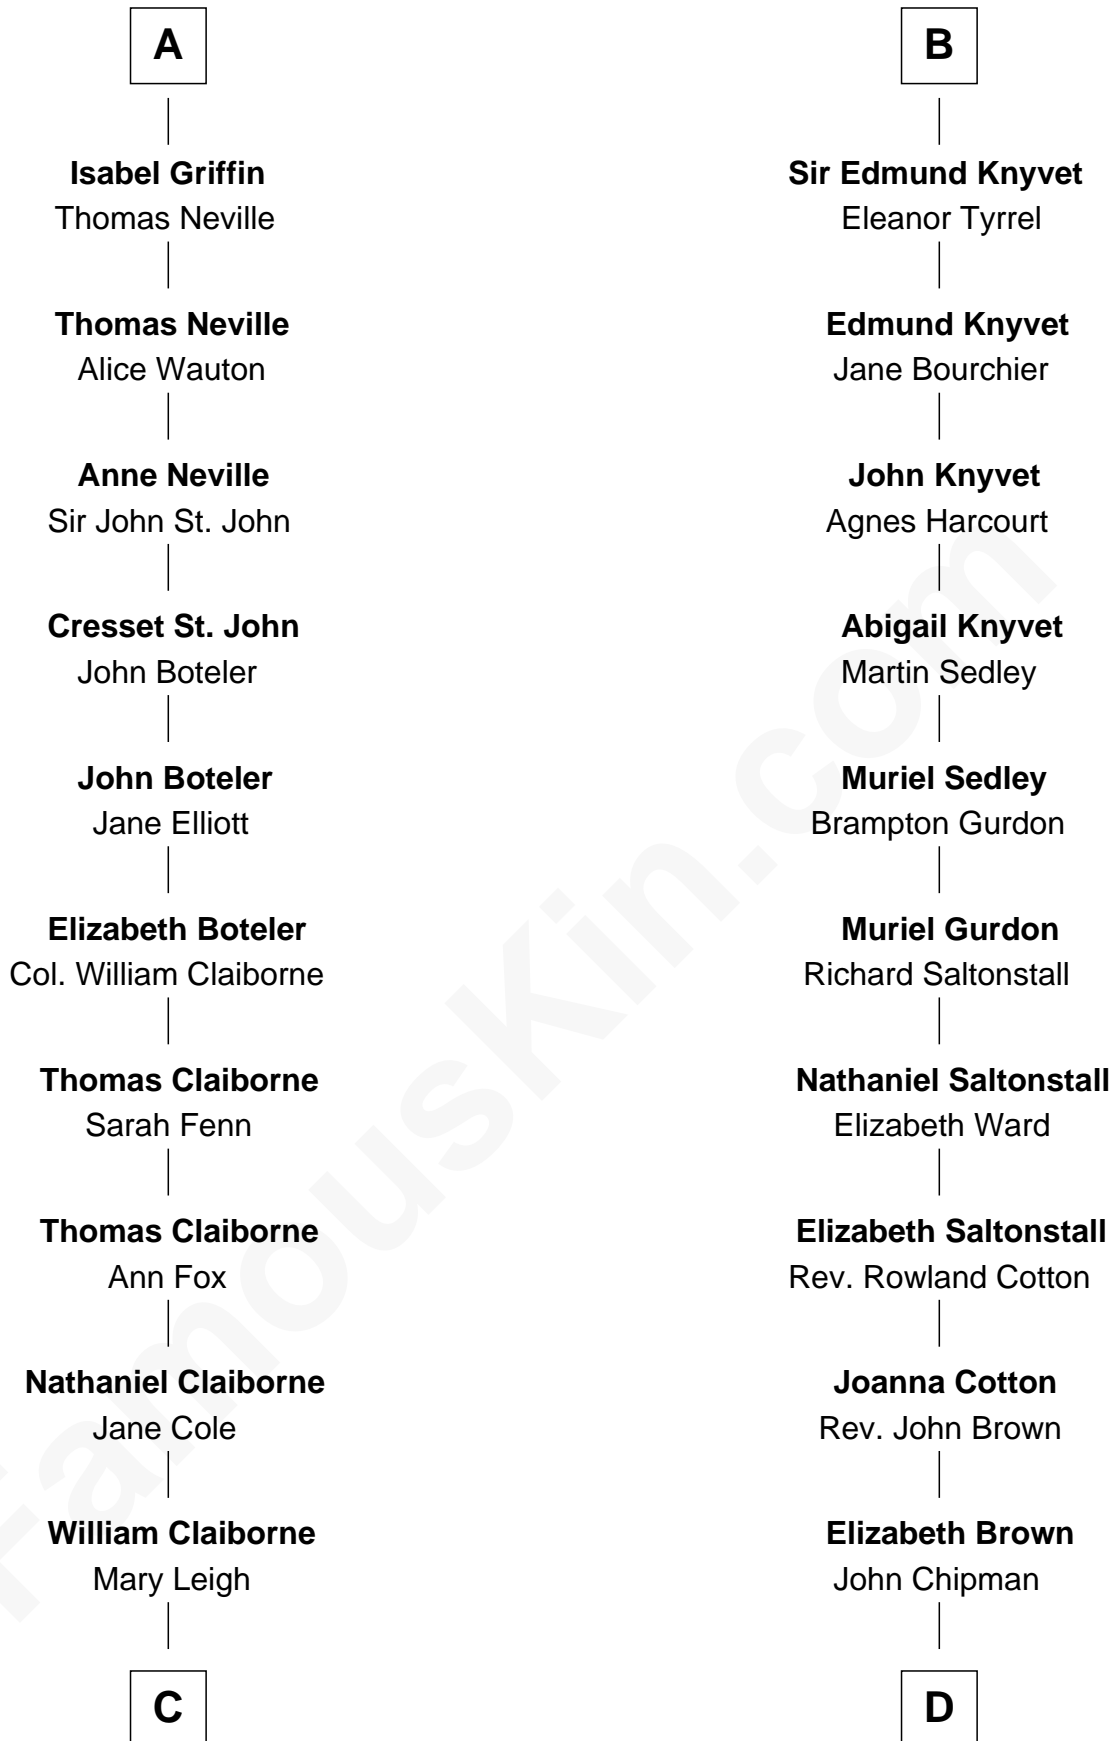 A
Isabel Griffin
Thomas Neville
Thomas Neville
Alice Wauton
Anne Neville
Sir John St. John
Cresset St. John
John Boteler
John Boteler
Jane Elliott
Elizabeth Boteler
Col. William Claiborne
Thomas Claiborne
Sarah Fenn
Thomas Claiborne
Ann Fox
Nathaniel Claiborne
Jane Cole
William Claiborne
Mary Leigh
C
B
Sir Edmund Knyvet
Eleanor Tyrrel
Edmund Knyvet
Jane Bourchier
John Knyvet
Agnes Harcourt
Abigail Knyvet
Martin Sedley
Muriel Sedley
Brampton Gurdon
Muriel Gurdon
Richard Saltonstall
Nathaniel Saltonstall
Elizabeth Ward
Elizabeth Saltonstall
Rev. Rowland Cotton
Joanna Cotton
Rev. John Brown
Elizabeth Brown
John Chipman
D
FamousKin.com